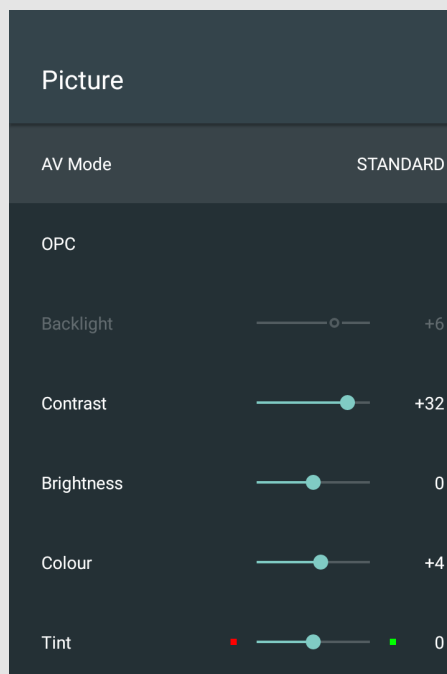 Picture
AV Mode STANDARD
OPC
Backlight +6
Contrast +32
Brightness 0
Colour +4
Tint 0